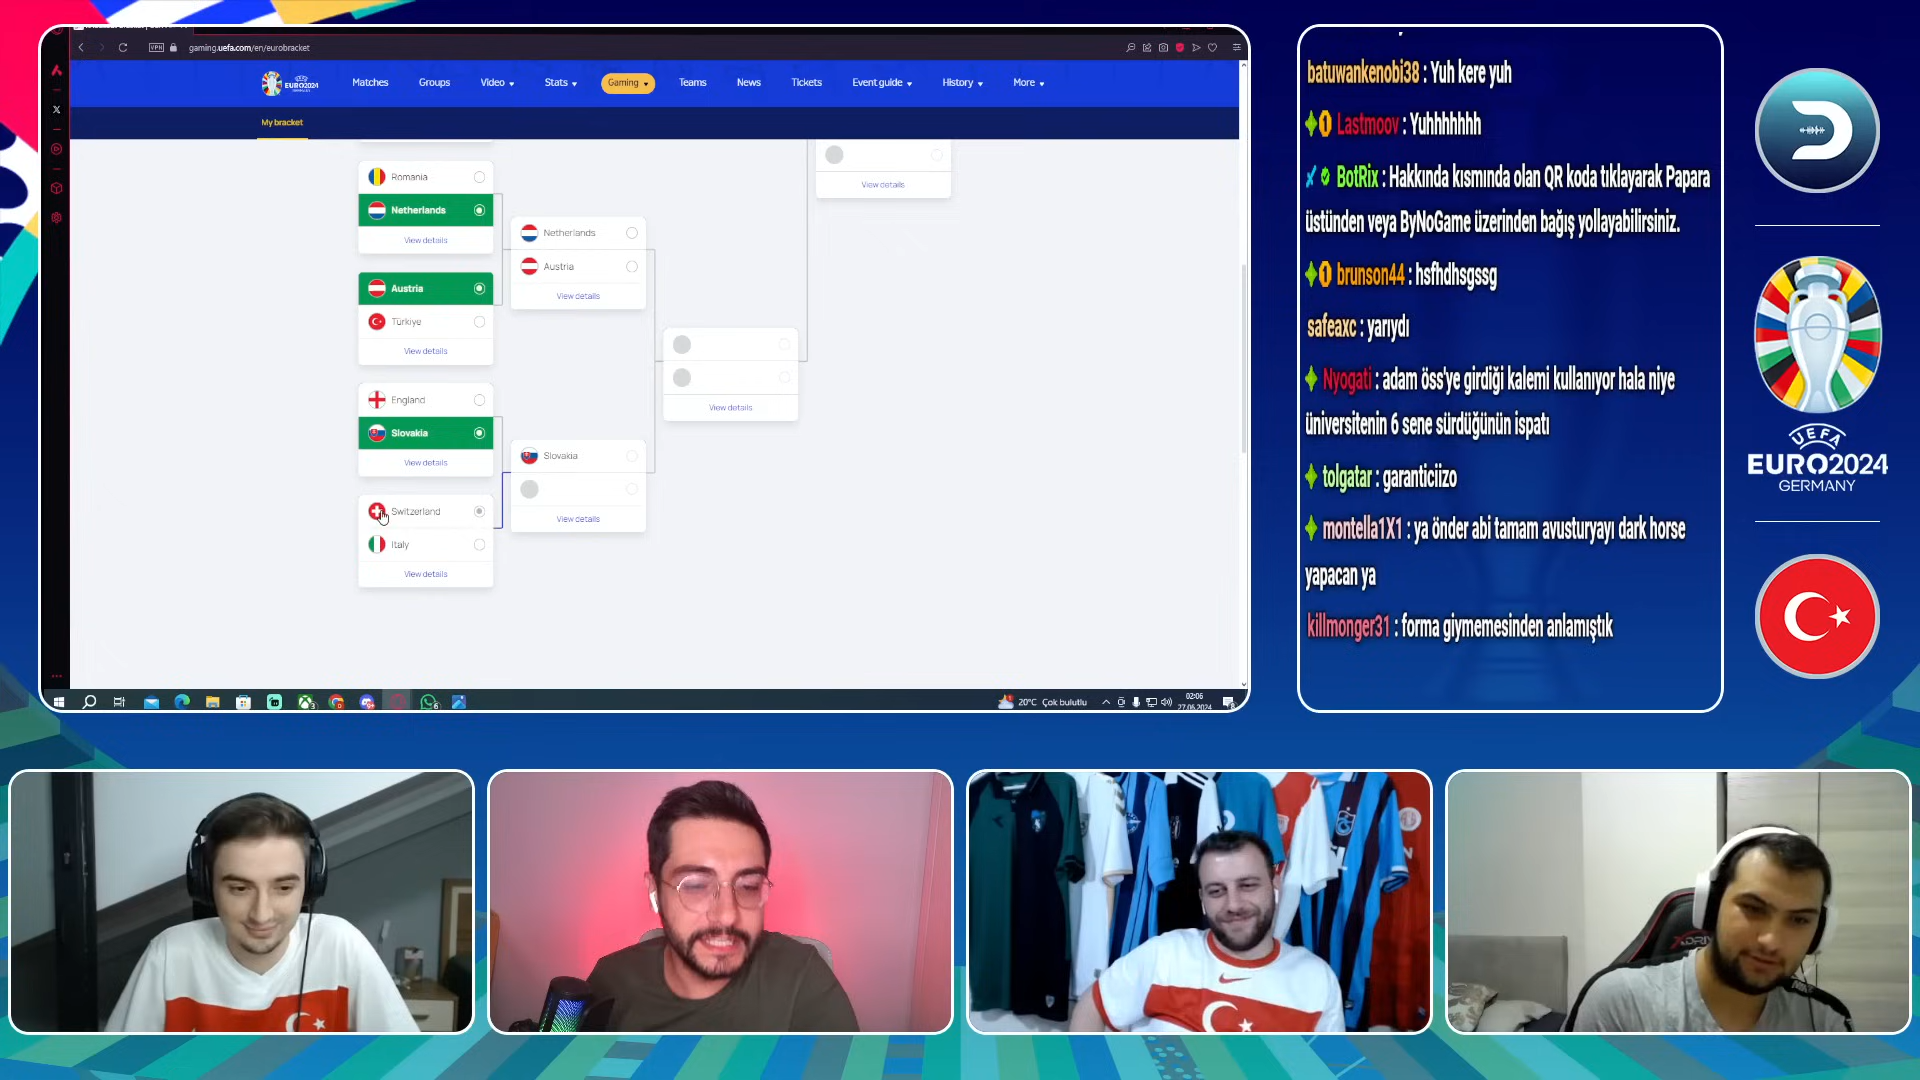 gaming.uefa.com/en/eurobracket
VPN
EURO2024
Matches
Groups
Video
Stats
Gaming
Teams
News
Tickets
Event guide
History
More
My bracket
Romania
Netherlands
View details
Austria
Türkiye
View details
England
Slovakia
View details
Switzerland
Italy
View details
Netherlands
Austria
View details
Slovakia
View details
View details
View details
20°C Çok bulutlu
02:06
27.06.2024
batuwankenobi38 : Yuh kere yuh
Lastmoov : Yuhhhhhhh
BotRix : Hakkında kısmında olan QR koda tıklayarak Papara
üstünden veya ByNoGame üzerinden bağış yollayabilirsiniz.
brunson44 : hsfhdhsgssg
safeaxc : yarıydı
Nyogati : adam öss'ye girdiği kalemi kullanıyor hala niye
üniversitenin 6 sene sürdüğünün ispatı
tolgatar : garanticiizo
montella1X1 : ya önder abi tamam avusturyayı dark horse
yapacan ya
killmonger31 : forma giymemesinden anlamıştık
UEFA
EURO2024
GERMANY